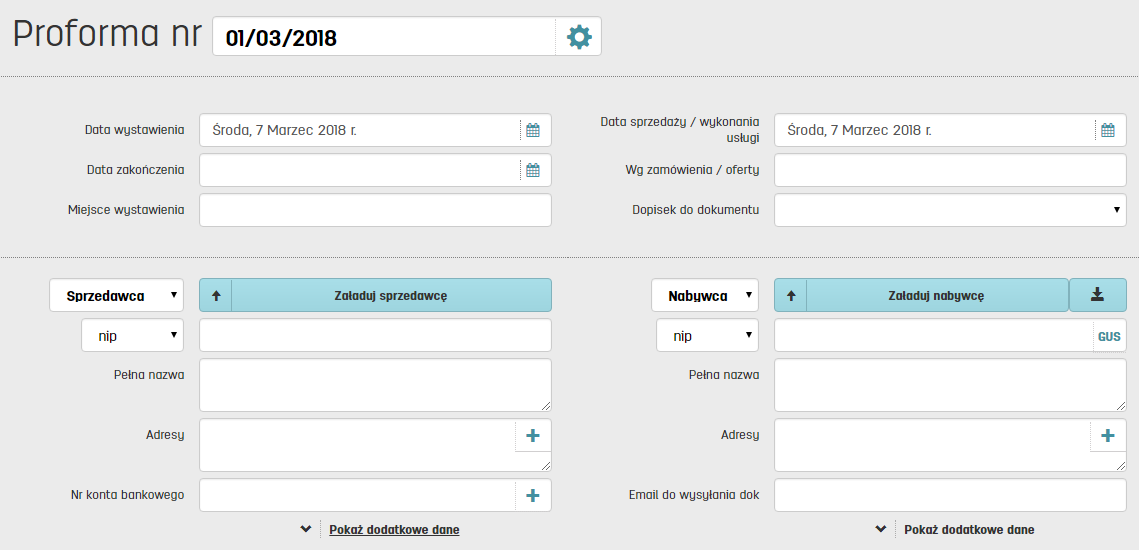 Proforma nr 01/03/2018
Data wystawienia Środa, 7 Marzec 2018 r.
Data sprzedaży / wykonania
usługi Środa, 7 Marzec 2018 r.
Data zakończenia
Wg zamówienia / oferty
Miejsce wystawienia
Dopisek do dokumentu
Sprzedawca Załaduj sprzedawcę
Nabywca Załaduj nabywcę
nip
nip GUS
Pełna nazwa
Pełna nazwa
Adresy
Adresy
Nr konta bankowego
Email do wysyłania dok
Pokaż dodatkowe dane
Pokaż dodatkowe dane